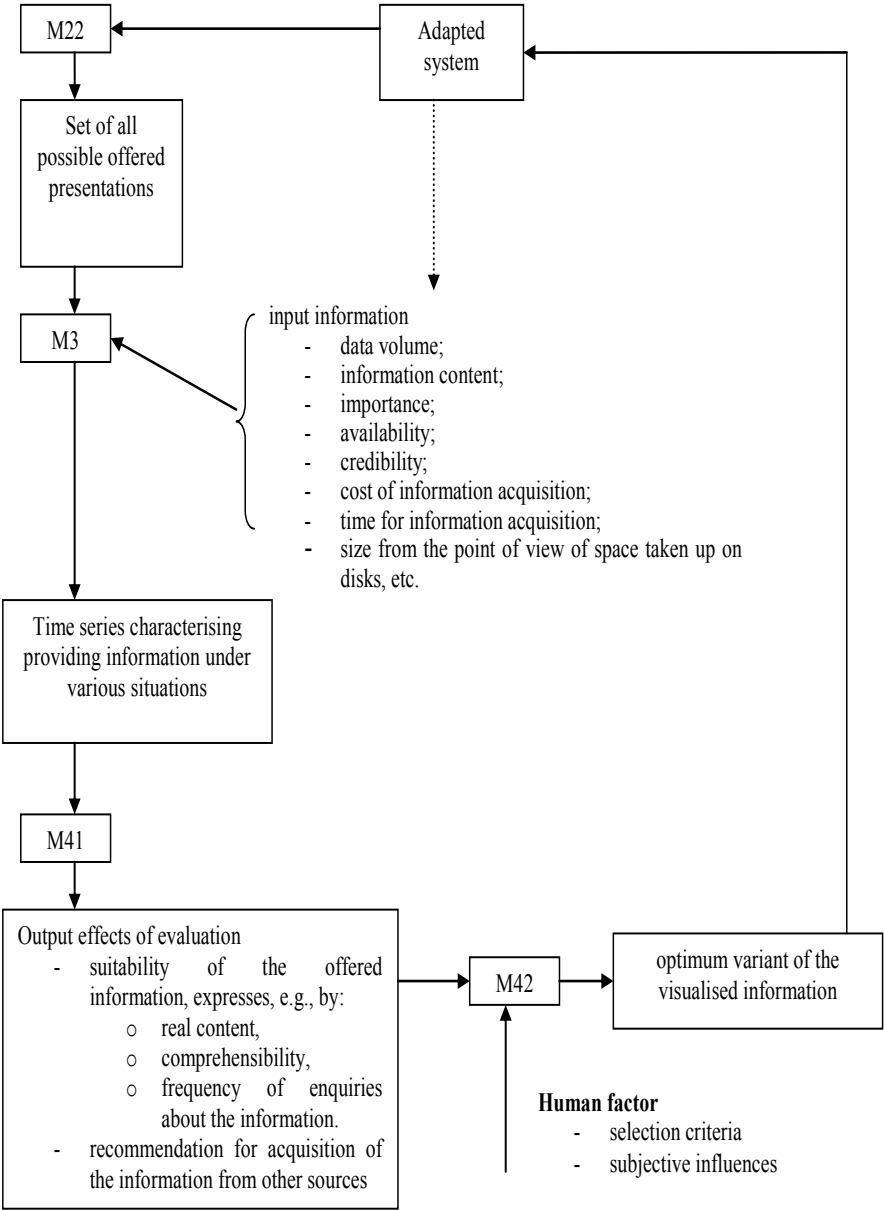 M22
Adapted
system
Set of all
possible offered
presentations
M3
input information
- data volume;
- information content;
- importance;
- availability;
- credibility;
- cost of information acquisition;
- time for information acquisition;
- size from the point of view of space taken up on
disks, etc.
Time series characterising
providing information under
various situations
M41
Output effects of evaluation
- suitability of the offered
information, expresses, e.g., by:
o real content,
o comprehensibility,
o frequency of enquiries
about the information.
- recommendation for acquisition of
the information from other sources
M42
optimum variant of the
visualised information
Human factor
- selection criteria
- subjective influences